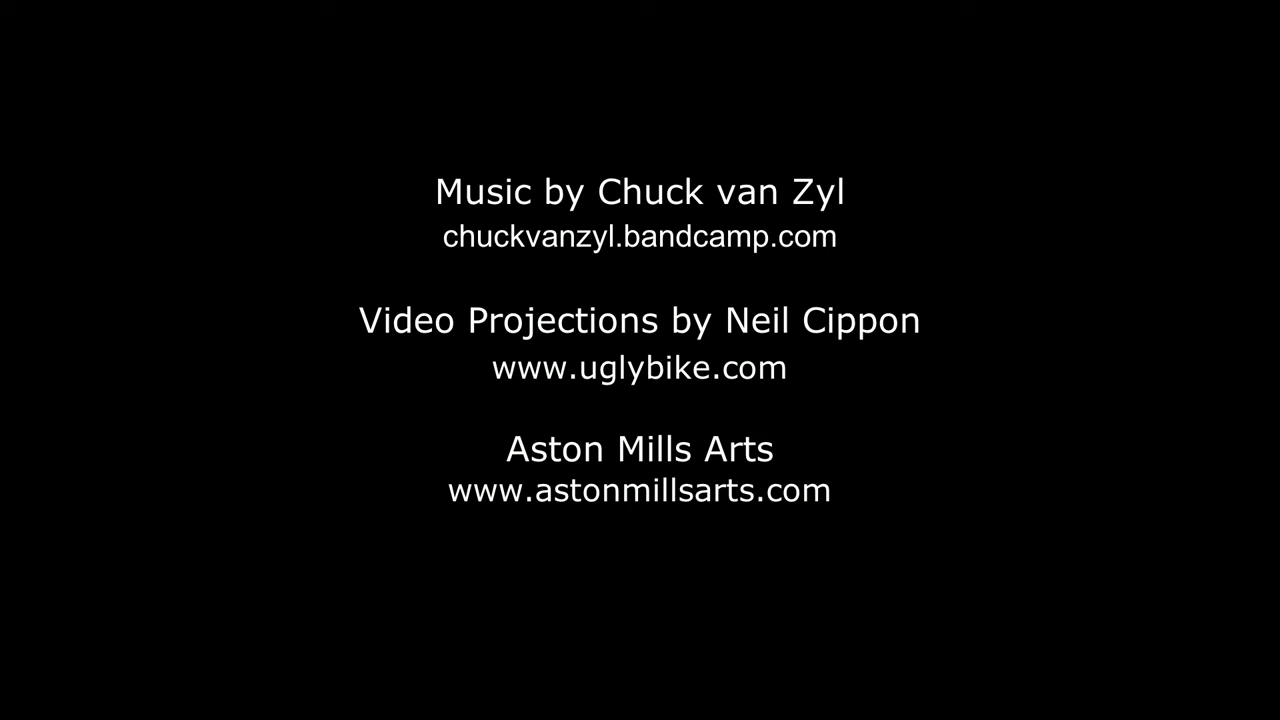 Music by Chuck van Zyl
chuckvanzyl.bandcamp.com
Video Projections by Neil Cippon
www.uglybike.com
Aston Mills Arts
www.astonmillsarts.com